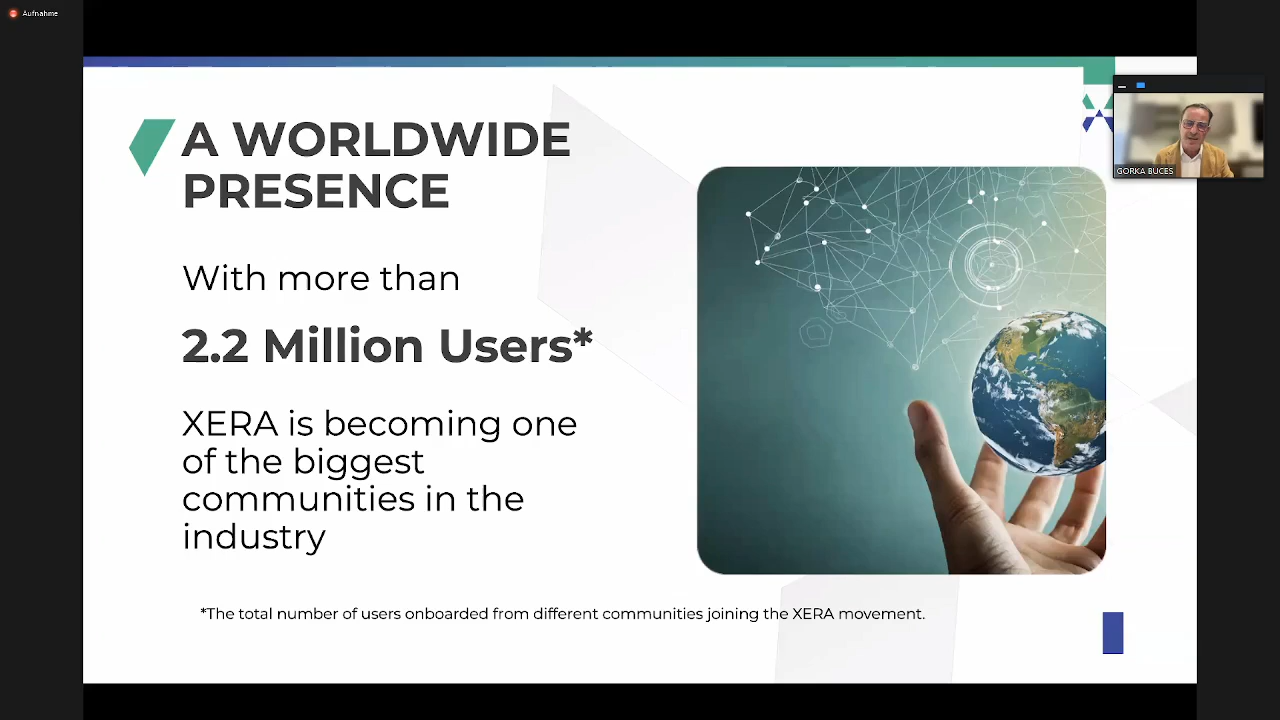 Aufnahme
A WORLDWIDE
PRESENCE
With more than
2.2 Million Users*
XERA is becoming one
of the biggest
communities in the
industry
*The total number of users onboarded from different communities joining the XERA movement.
GORKA BUCES